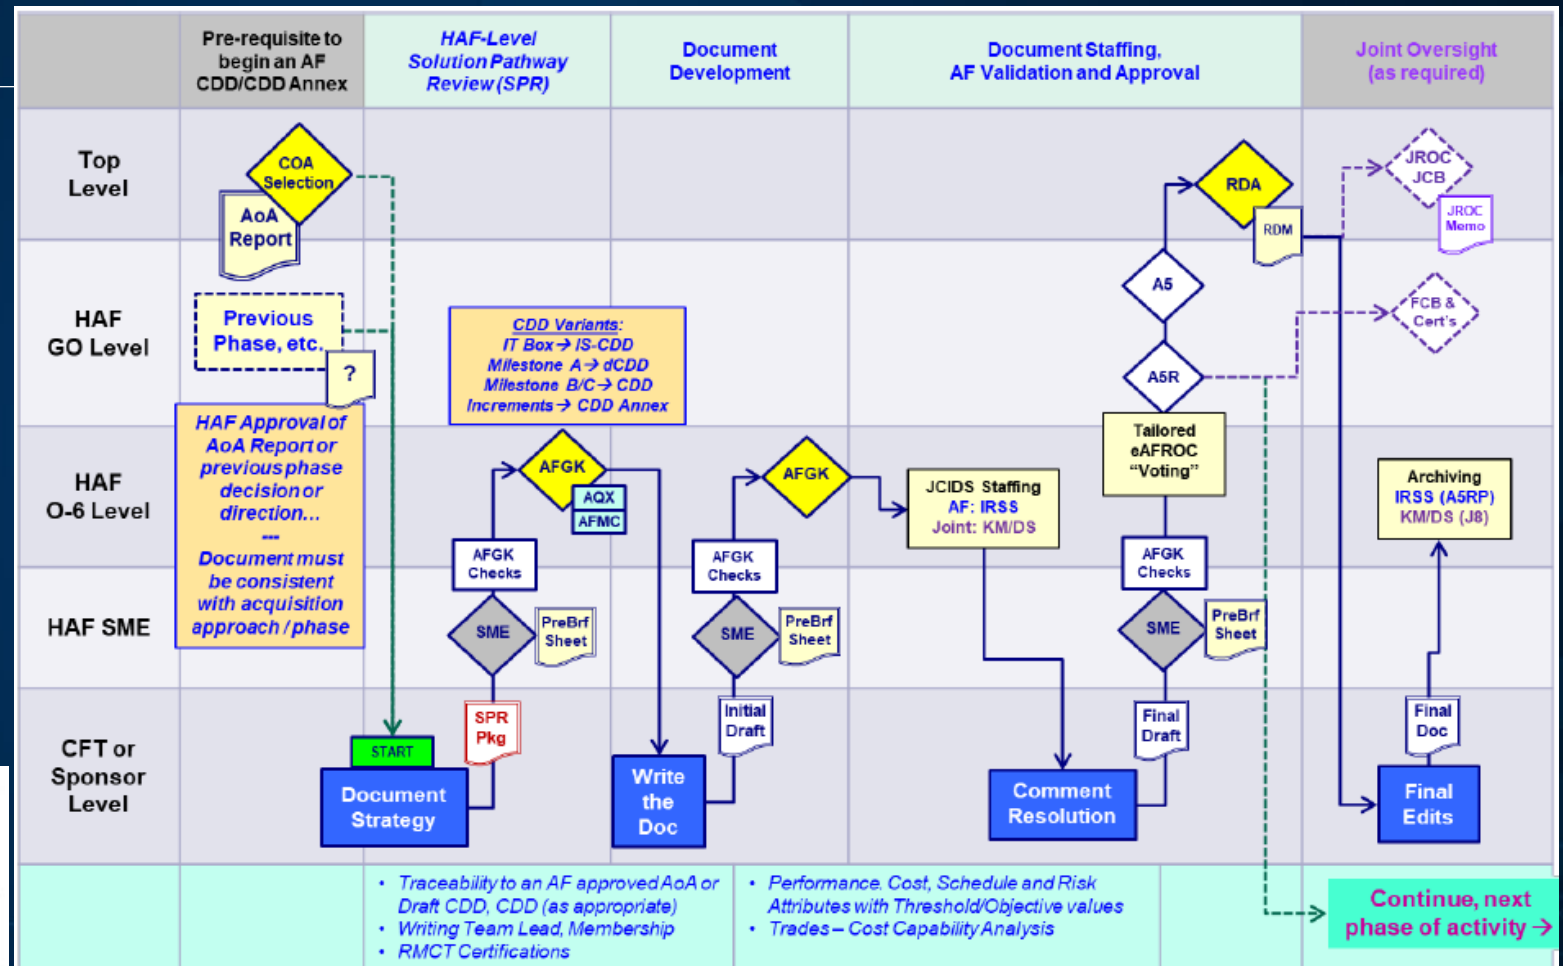 Pre-requisite to
begin an AF
CDD/CDD Annex
HAF-Level
Solution Pathway
Review (SPR)
Document
Development
Document Staffing,
AF Validation and Approval
Joint Oversight
(as required)
Top
Level
COA
Selection
AoA
Report
RDA
RDM
JROC
JCB
JROC
Memo
HAF
GO Level
Previous
Phase, etc.
?
CDD Variants:
IT Box→ IS-CDD
Milestone A→ dCDD
Milestone B/C→ CDD
Increments→ CDD Annex
A5
A5R
FCB &
Cert's
HAF Approval of
AoA Report or
previous phase
decision or
direction…
---
Document must
be consistent
with acquisition
approach / phase
HAF
O-6 Level
AFGK
AQX
AFMC
AFGK
Checks
AFGK
AFGK
Checks
JCIDS Staffing
AF: IRSS
Joint: KM/DS
Tailored
eAFROC
“Voting”
AFGK
Checks
Archiving
IRSS (A5RP)
KM/DS (J8)
HAF SME
SME
PreBrf
Sheet
SME
PreBrf
Sheet
SME
PreBrf
Sheet
CFT or
Sponsor
Level
START
Document
Strategy
SPR
Pkg
Write
the
Doc
Initial
Draft
Comment
Resolution
Final
Draft
Final
Doc
Final
Edits
• Traceability to an AF approved AoA or
Draft CDD, CDD (as appropriate)
• Writing Team Lead, Membership
• RMCT Certifications
• Performance. Cost, Schedule and Risk
Attributes with Threshold/Objective values
• Trades – Cost Capability Analysis
Continue, next
phase of activity →